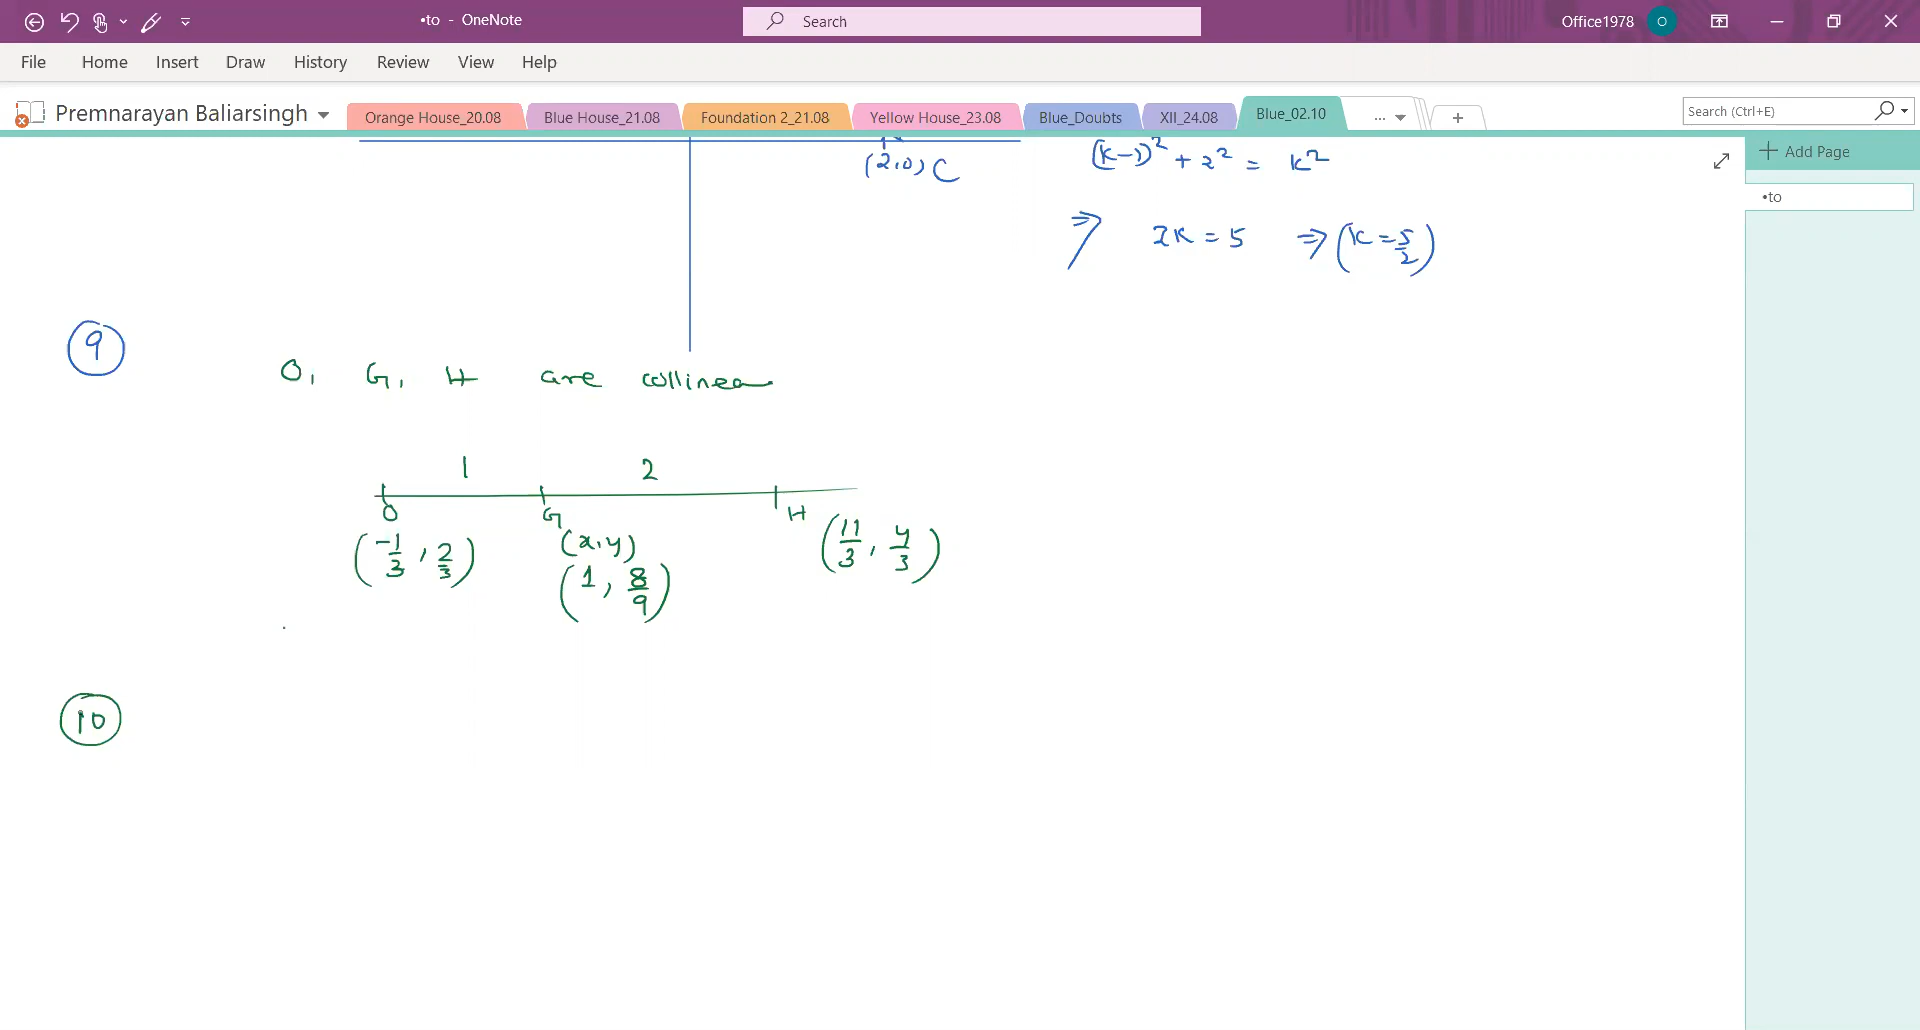 •to - OneNote
Search
Office1978
O
File Home Insert Draw History Review View Help
Premnarayan Baliarsingh
Orange House_20.08 Blue House_21.08 Foundation 2_21.08 Yellow House_23.08 Blue_Doubts XII_24.08 Blue_02.10 ... +
Search (Ctrl+E)
Add Page
•to
(2,0) C
(k-1)² + 2² = k²
⇒ 2k = 5 ⇒ (k = 5/2)
9
O, G, H are collinear
1 2
O G H
(-1/3, 2/3) (x,y) (11/3, 4/3)
(1, 8/9)
10